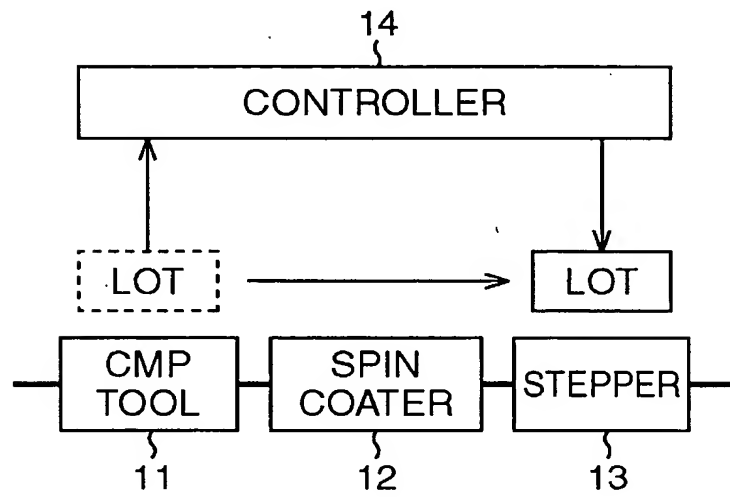 14
CONTROLLER
LOT
LOT
CMP
TOOL
SPIN
COATER
STEPPER
11
12
13